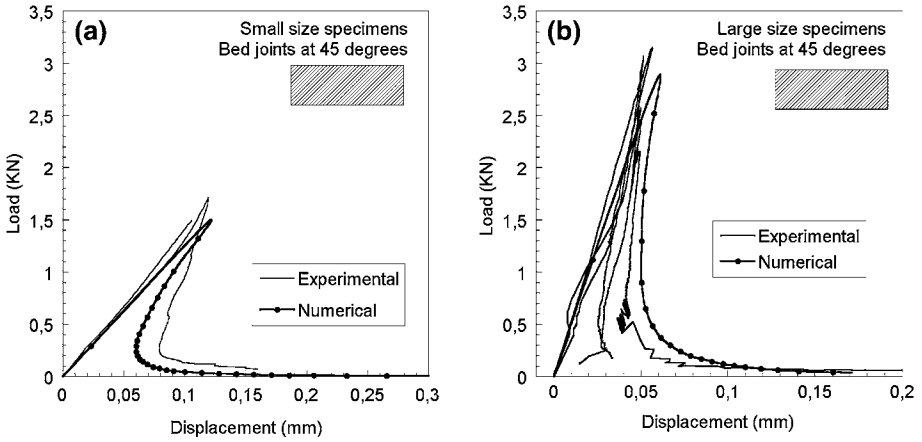 (a)
Small size specimens
Bed joints at 45 degrees
3,5
3
2,5
2
1,5
1
0,5
0
Load (KN)
Experimental
Numerical
0
0,05
0,1
0,15
0,2
0,25
0,3
Displacement (mm)
(b)
Large size specimens
Bed joints at 45 degrees
3,5
3
2,5
2
1,5
1
0,5
0
Load (KN)
Experimental
Numerical
0
0,05
0,1
0,15
0,2
Displacement (mm)